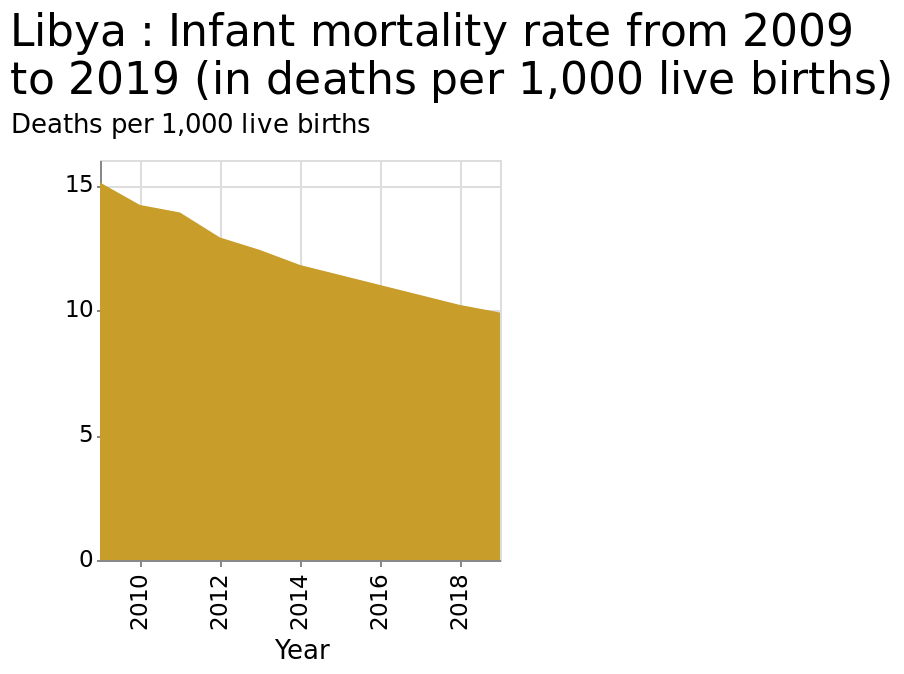 Libya : Infant mortality rate from 2009
to 2019 (in deaths per 1,000 live births)
Deaths per 1,000 live births
15
10
5
0
2010 2012 2014 2016 2018
Year